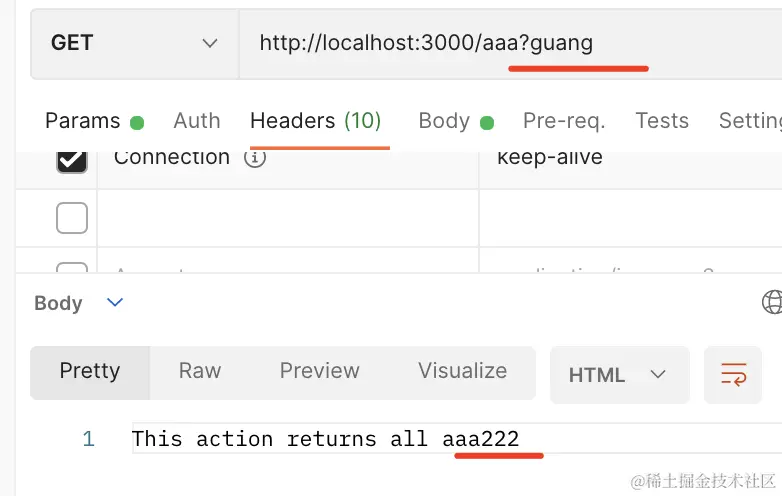 GET http://localhost:3000/aaa?guang
Params Auth Headers (10) Body Pre-req. Tests
Connection keep-alive
Body
Pretty Raw Preview Visualize HTML
1 This action returns all aaa222
@稀土掘金技术社区